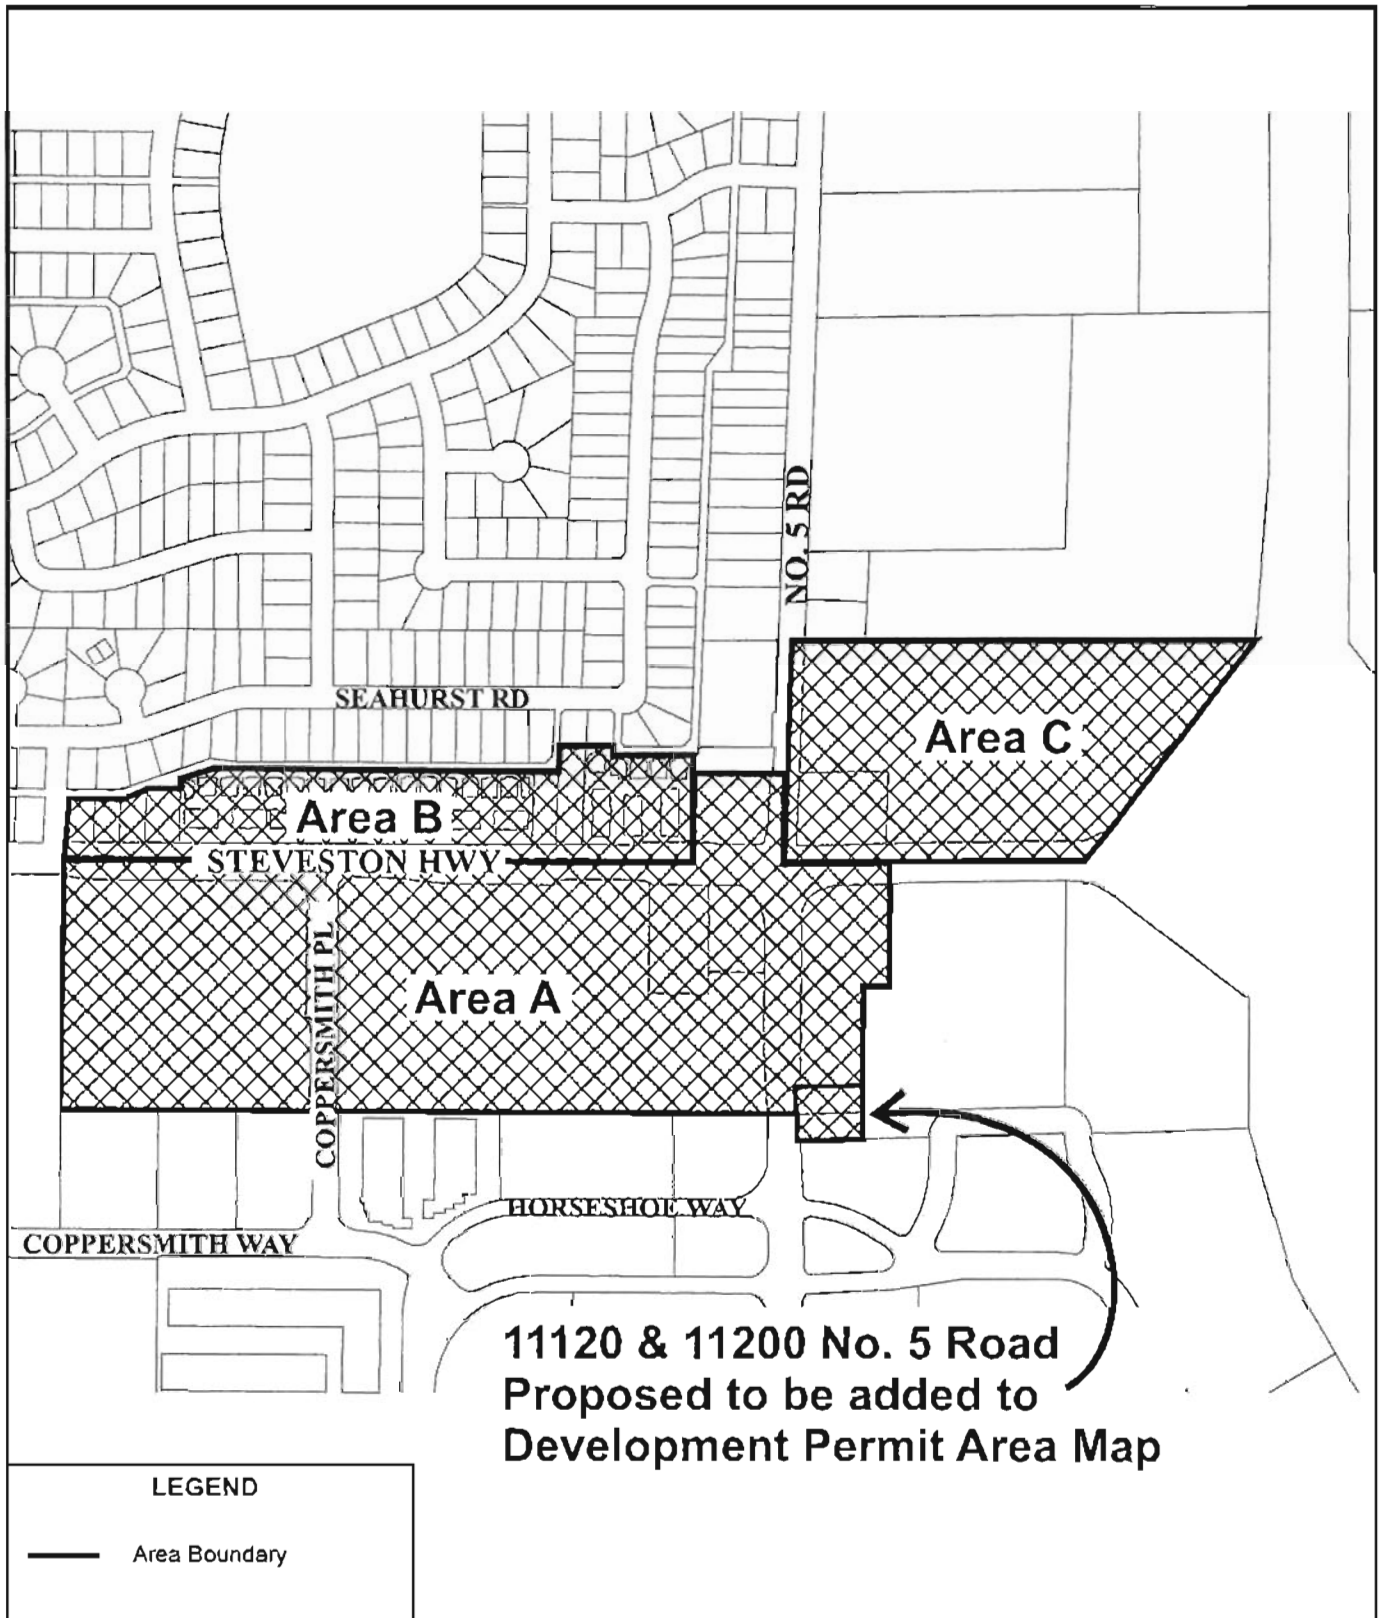 NO. 5 RD
SEAHURST RD
Area C
Area B
STEVESTON HWY
COPPERSMITH PL
Area A
HORSESHOE WAY
COPPERSMITH WAY
11120 & 11200 No. 5 Road
Proposed to be added to
Development Permit Area Map
LEGEND
Area Boundary